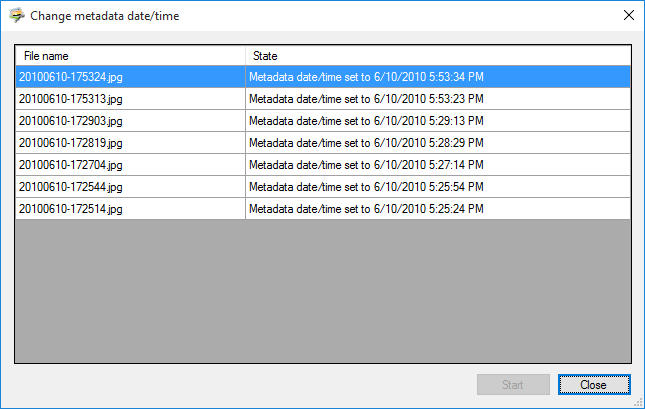 Change metadata date/time
File name State
20100610-175324.jpg Metadata date/time set to 6/10/2010 5:53:34 PM
20100610-175313.jpg Metadata date/time set to 6/10/2010 5:53:23 PM
20100610-172903.jpg Metadata date/time set to 6/10/2010 5:29:13 PM
20100610-172819.jpg Metadata date/time set to 6/10/2010 5:28:29 PM
20100610-172704.jpg Metadata date/time set to 6/10/2010 5:27:14 PM
20100610-172544.jpg Metadata date/time set to 6/10/2010 5:25:54 PM
20100610-172514.jpg Metadata date/time set to 6/10/2010 5:25:24 PM
Start Close